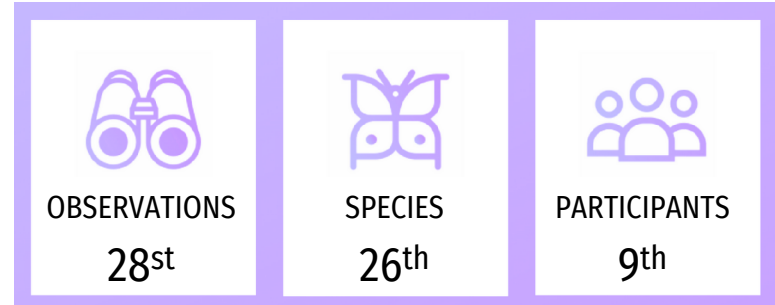 OBSERVATIONS
28st
SPECIES
26th
PARTICIPANTS
9th